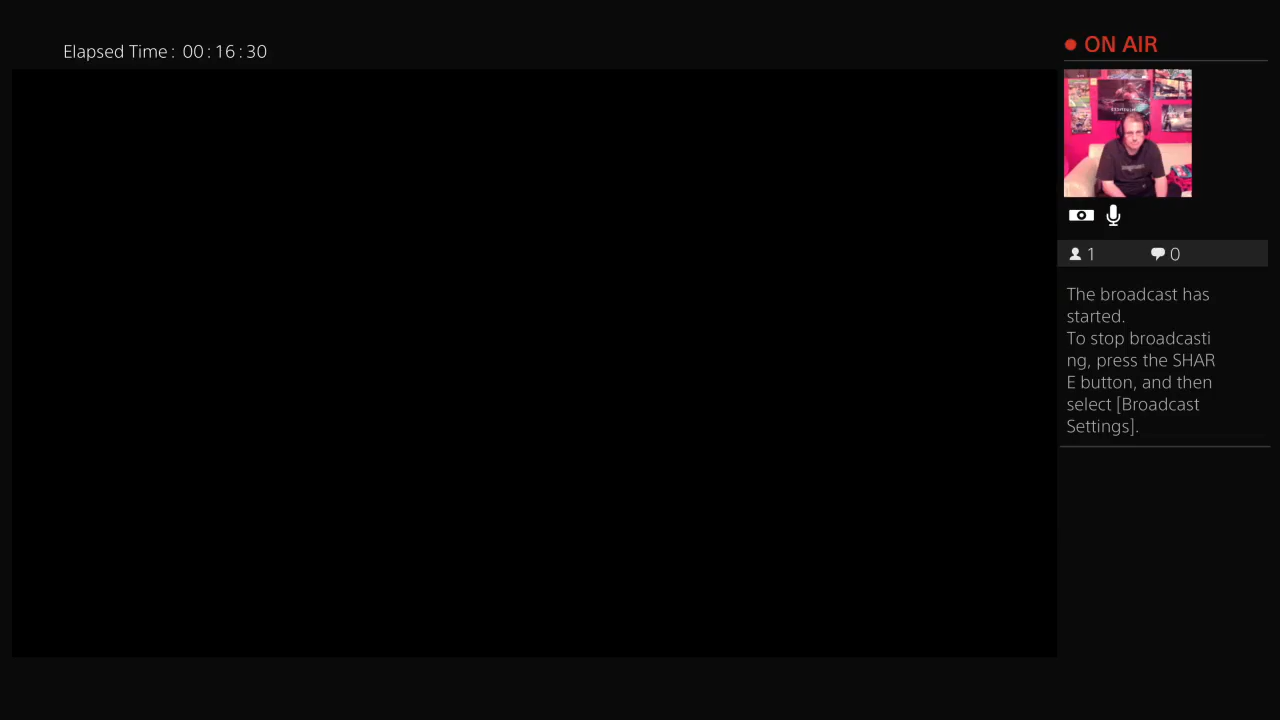 Elapsed Time : 00 : 16 : 30
ON AIR
1
0
The broadcast has
started.
To stop broadcasti
ng, press the SHAR
E button, and then
select [Broadcast
Settings].